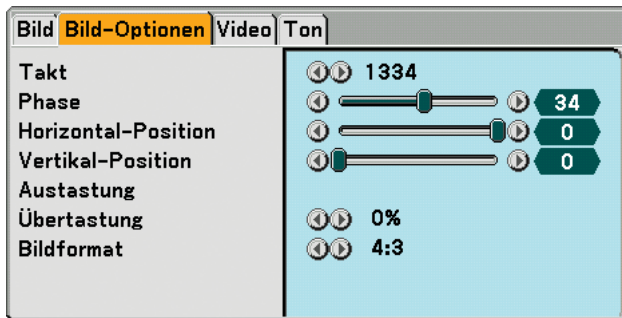 Bild Bild-Optionen Video Ton
Takt 1334
Phase 34
Horizontal-Position 0
Vertikal-Position 0
Austastung
Übertastung 0%
Bildformat 4:3